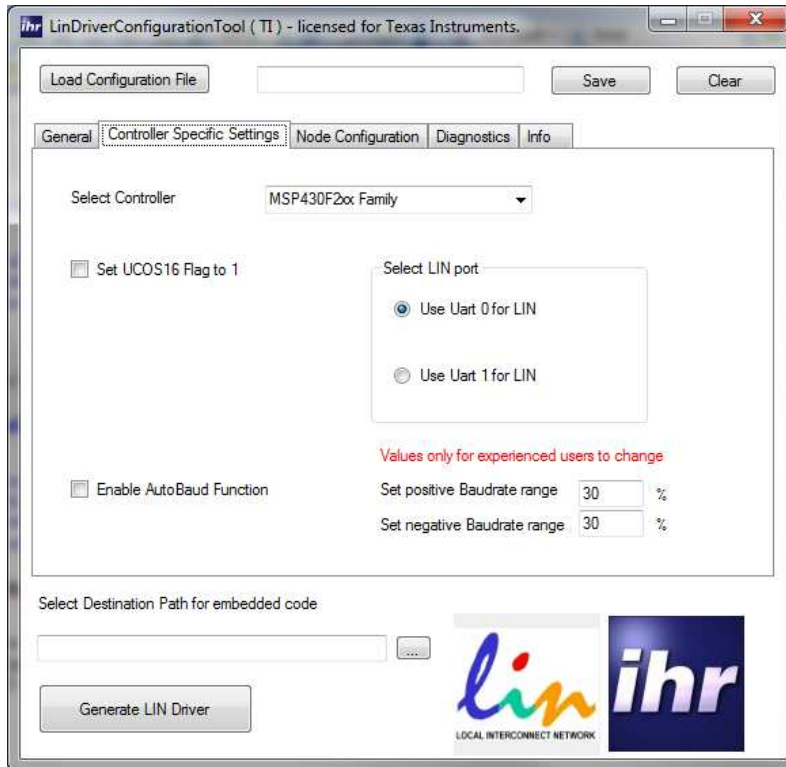 ihr LinDriverConfigurationTool ( TI ) - licensed for Texas Instruments.
Load Configuration File Save Clear
General Controller Specific Settings Node Configuration Diagnostics Info
Select Controller MSP430F2xx Family
Set UCOS16 Flag to 1
Select LIN port
Use Uart 0 for LIN
Use Uart 1 for LIN
Values only for experienced users to change
Enable AutoBaud Function
Set positive Baudrate range 30 %
Set negative Baudrate range 30 %
Select Destination Path for embedded code
...
Generate LIN Driver
lin
LOCAL INTERCONNECT NETWORK
ihr